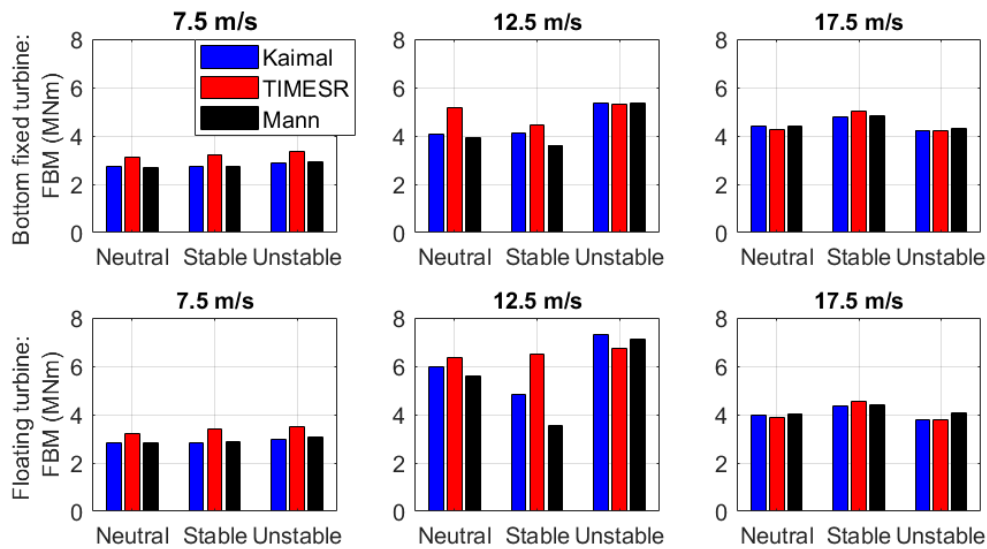 7.5 m/s
12.5 m/s
17.5 m/s
Bottom fixed turbine:
FBM (MNm)
8
6
4
2
0
Kaimal
TIMESR
Mann
Neutral Stable Unstable
8
6
4
2
0
Neutral Stable Unstable
8
6
4
2
0
Neutral Stable Unstable
7.5 m/s
12.5 m/s
17.5 m/s
Floating turbine:
FBM (MNm)
8
6
4
2
0
Neutral Stable Unstable
8
6
4
2
0
Neutral Stable Unstable
8
6
4
2
0
Neutral Stable Unstable